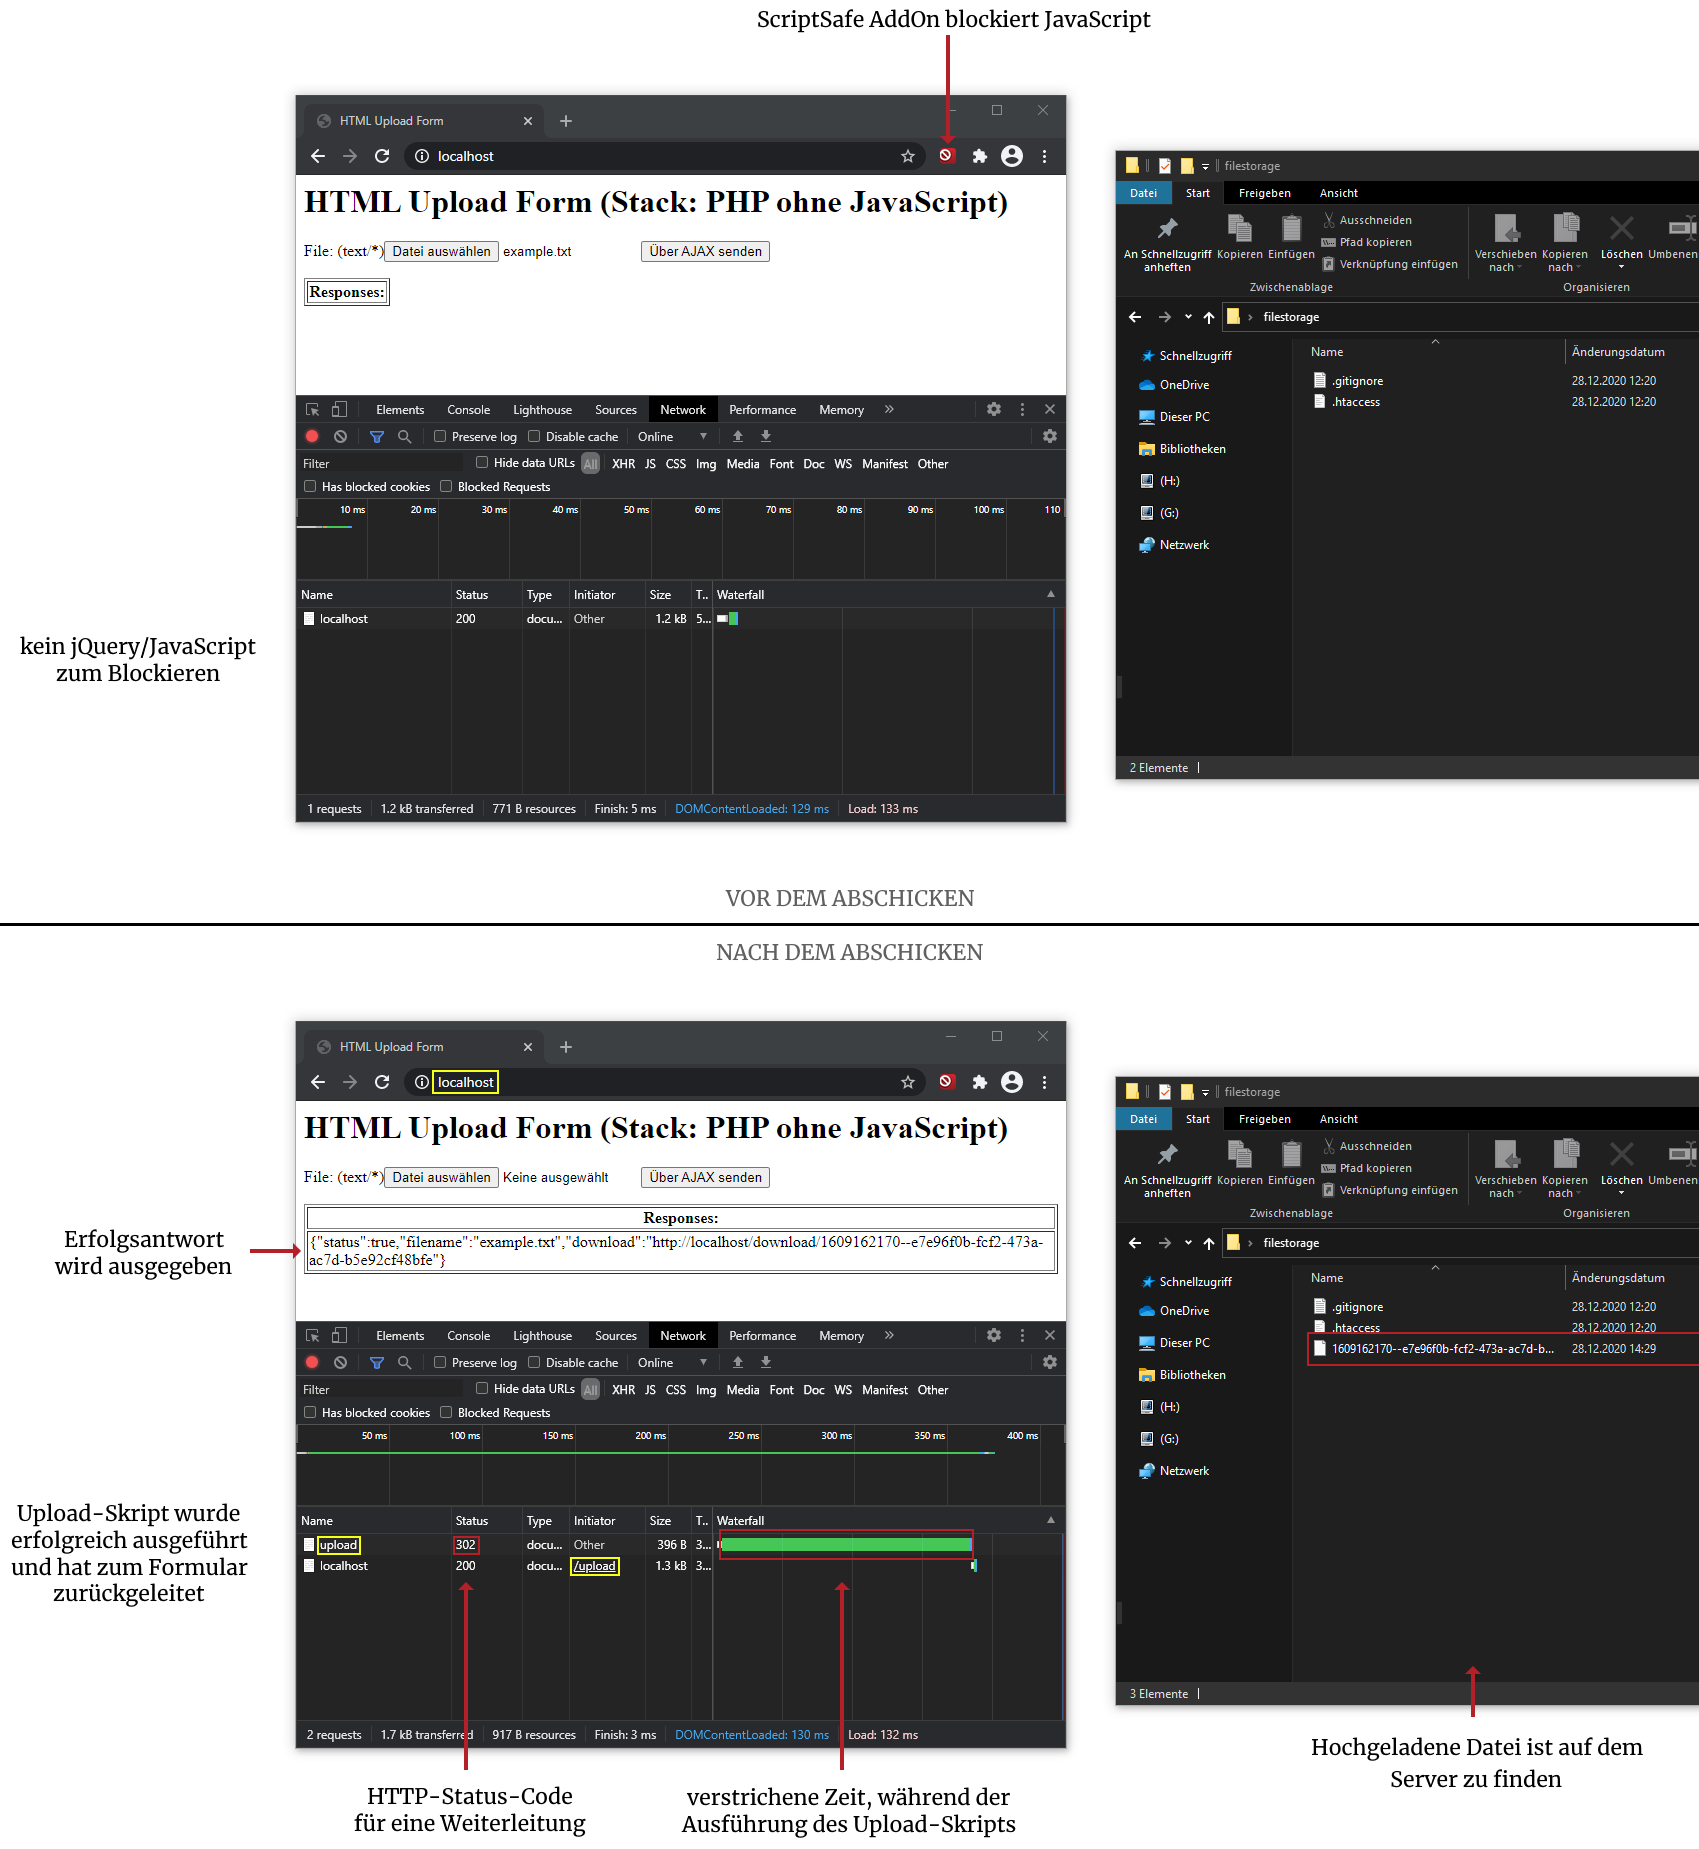 ScriptSafe AddOn blockiert JavaScript
HTML Upload Form
localhost
HTML Upload Form (Stack: PHP ohne JavaScript)
File: (text/*) Datei auswählen example.txt Über AJAX senden
Responses:
Elements Console Lighthouse Sources Network Performance Memory »
Preserve log Disable cache Online
Filter Hide data URLs All XHR JS CSS Img Media Font Doc WS Manifest Other
Has blocked cookies Blocked Requests
10 ms 20 ms 30 ms 40 ms 50 ms 60 ms 70 ms 80 ms 90 ms 100 ms 110
Name Status Type Initiator Size T.. Waterfall
localhost 200 docu... Other 1.2 kB 5...
1 requests 1.2 kB transferred 771 B resources Finish: 5 ms DOMContentLoaded: 129 ms Load: 133 ms
kein jQuery/JavaScript
zum Blockieren
filestorage
Datei Start Freigeben Ansicht
An Schnellzugriff
anheften
Kopieren Einfügen
Ausschneiden
Pfad kopieren
Verknüpfung einfügen
Zwischenablage
Verschieben
nach
Kopieren
nach
Löschen
Umbenen
Organisieren
filestorage
Schnellzugriff
OneDrive
Dieser PC
Bibliotheken
(H:)
(G:)
Netzwerk
Name Änderungsdatum
.gitignore 28.12.2020 12:20
.htaccess 28.12.2020 12:20
2 Elemente
VOR DEM ABSCHICKEN
NACH DEM ABSCHICKEN
HTML Upload Form
localhost
HTML Upload Form (Stack: PHP ohne JavaScript)
File: (text/*) Datei auswählen Keine ausgewählt Über AJAX senden
Responses:
{"status":true,"filename":"example.txt","download":"http://localhost/download/1609162170--e7e96f0b-fcf2-473a-
ac7d-b5e92cf48bfe"}
Erfolgsantwort
wird ausgegeben
Elements Console Lighthouse Sources Network Performance Memory »
Preserve log Disable cache Online
Filter Hide data URLs All XHR JS CSS Img Media Font Doc WS Manifest Other
Has blocked cookies Blocked Requests
50 ms 100 ms 150 ms 200 ms 250 ms 300 ms 350 ms 400 ms
Name Status Type Initiator Size T.. Waterfall
upload 302 docu... Other 396 B 3...
localhost 200 docu... /upload 1.3 kB 3...
2 requests 1.7 kB transferred 917 B resources Finish: 3 ms DOMContentLoaded: 130 ms Load: 132 ms
Upload-Skript wurde
erfolgreich ausgeführt
und hat zum Formular
zurückgeleitet
HTTP-Status-Code
für eine Weiterleitung
verstrichene Zeit, während der
Ausführung des Upload-Skripts
filestorage
Datei Start Freigeben Ansicht
An Schnellzugriff
anheften
Kopieren Einfügen
Ausschneiden
Pfad kopieren
Verknüpfung einfügen
Zwischenablage
Verschieben
nach
Kopieren
nach
Löschen
Umbenen
Organisieren
filestorage
Schnellzugriff
OneDrive
Dieser PC
Bibliotheken
(H:)
(G:)
Netzwerk
Name Änderungsdatum
.gitignore 28.12.2020 12:20
.htaccess 28.12.2020 12:20
1609162170--e7e96f0b-fcf2-473a-ac7d-b... 28.12.2020 14:29
3 Elemente
Hochgeladene Datei ist auf dem
Server zu finden